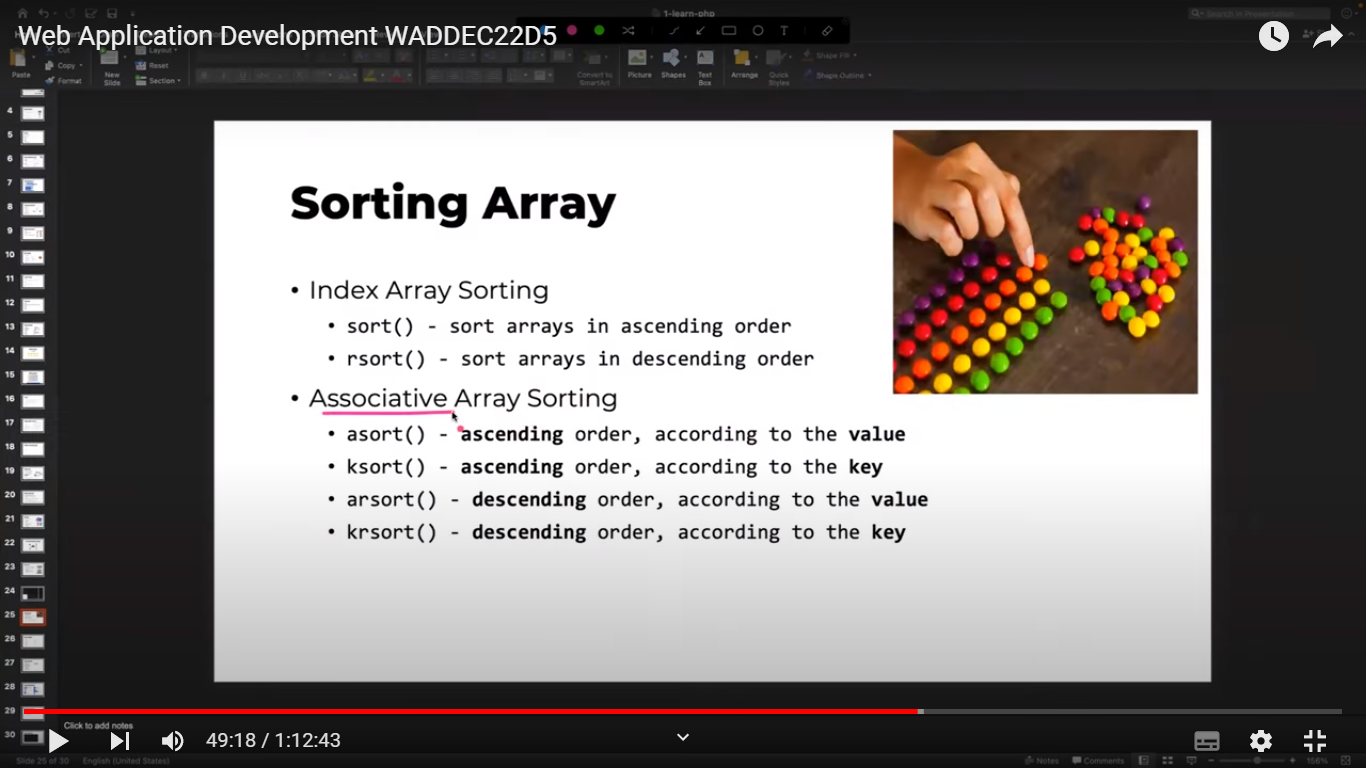 1-learn-php
Search in Presentation
Web Application Development WADDEC22D5
Cut
Copy
Format
Paste
New
Slide
Layout
Reset
Section
Convert to
SmartArt
Picture
Shapes
Text
Box
Arrange
Quick
Styles
Shape Fill
Shape Outline
4
5
6
7
8
9
10
11
12
13
14
15
16
17
18
19
20
21
22
23
24
25
26
27
28
29
30
Sorting Array
• Index Array Sorting
• sort() - sort arrays in ascending order
• rsort() - sort arrays in descending order
• Associative Array Sorting
• asort() - ascending order, according to the value
• ksort() - ascending order, according to the key
• arsort() - descending order, according to the value
• krsort() - descending order, according to the key
Click to add notes
49:18 / 1:12:43
Slide 25 of 30 English (United States)
Notes
Comments
156%